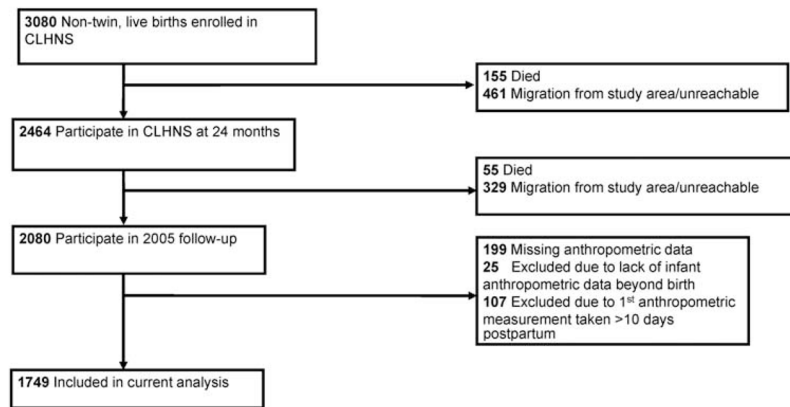 3080 Non-twin, live births enrolled in
CLHNS
155 Died
461 Migration from study area/unreachable
2464 Participate in CLHNS at 24 months
55 Died
329 Migration from study area/unreachable
2080 Participate in 2005 follow-up
199 Missing anthropometric data
25 Excluded due to lack of infant
anthropometric data beyond birth
107 Excluded due to 1st anthropometric
measurement taken >10 days
postpartum
1749 Included in current analysis